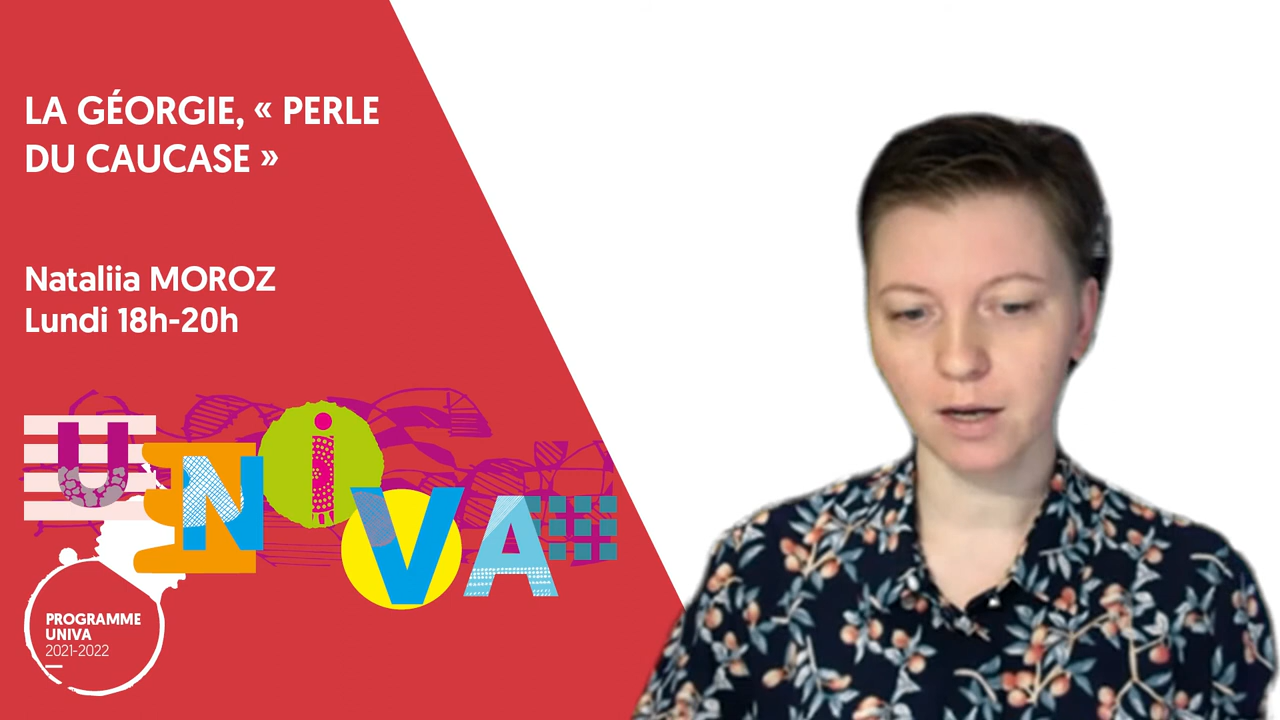 LA GÉORGIE, « PERLE
DU CAUCASE »
Nataliia MOROZ
Lundi 18h-20h
UNiVA
PROGRAMME
UNIVA
2021-2022